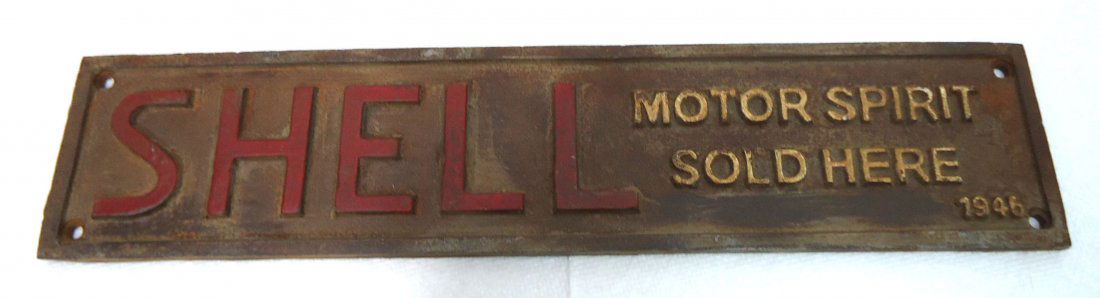 SHELL
MOTOR SPIRIT
SOLD HERE
1946